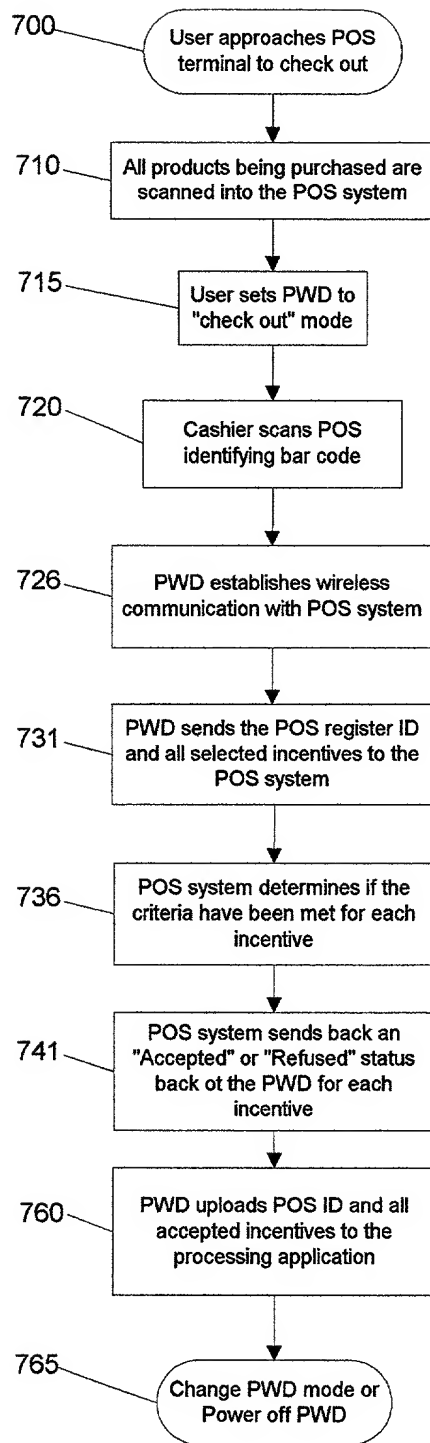 700
User approaches POS
terminal to check out
710
All products being purchased are
scanned into the POS system
715
User sets PWD to
"check out" mode
720
Cashier scans POS
identifying bar code
726
PWD establishes wireless
communication with POS system
731
PWD sends the POS register ID
and all selected incentives to the
POS system
736
POS system determines if the
criteria have been met for each
incentive
741
POS system sends back an
"Accepted" or "Refused" status
back ot the PWD for each
incentive
760
PWD uploads POS ID and all
accepted incentives to the
processing application
765
Change PWD mode or
Power off PWD